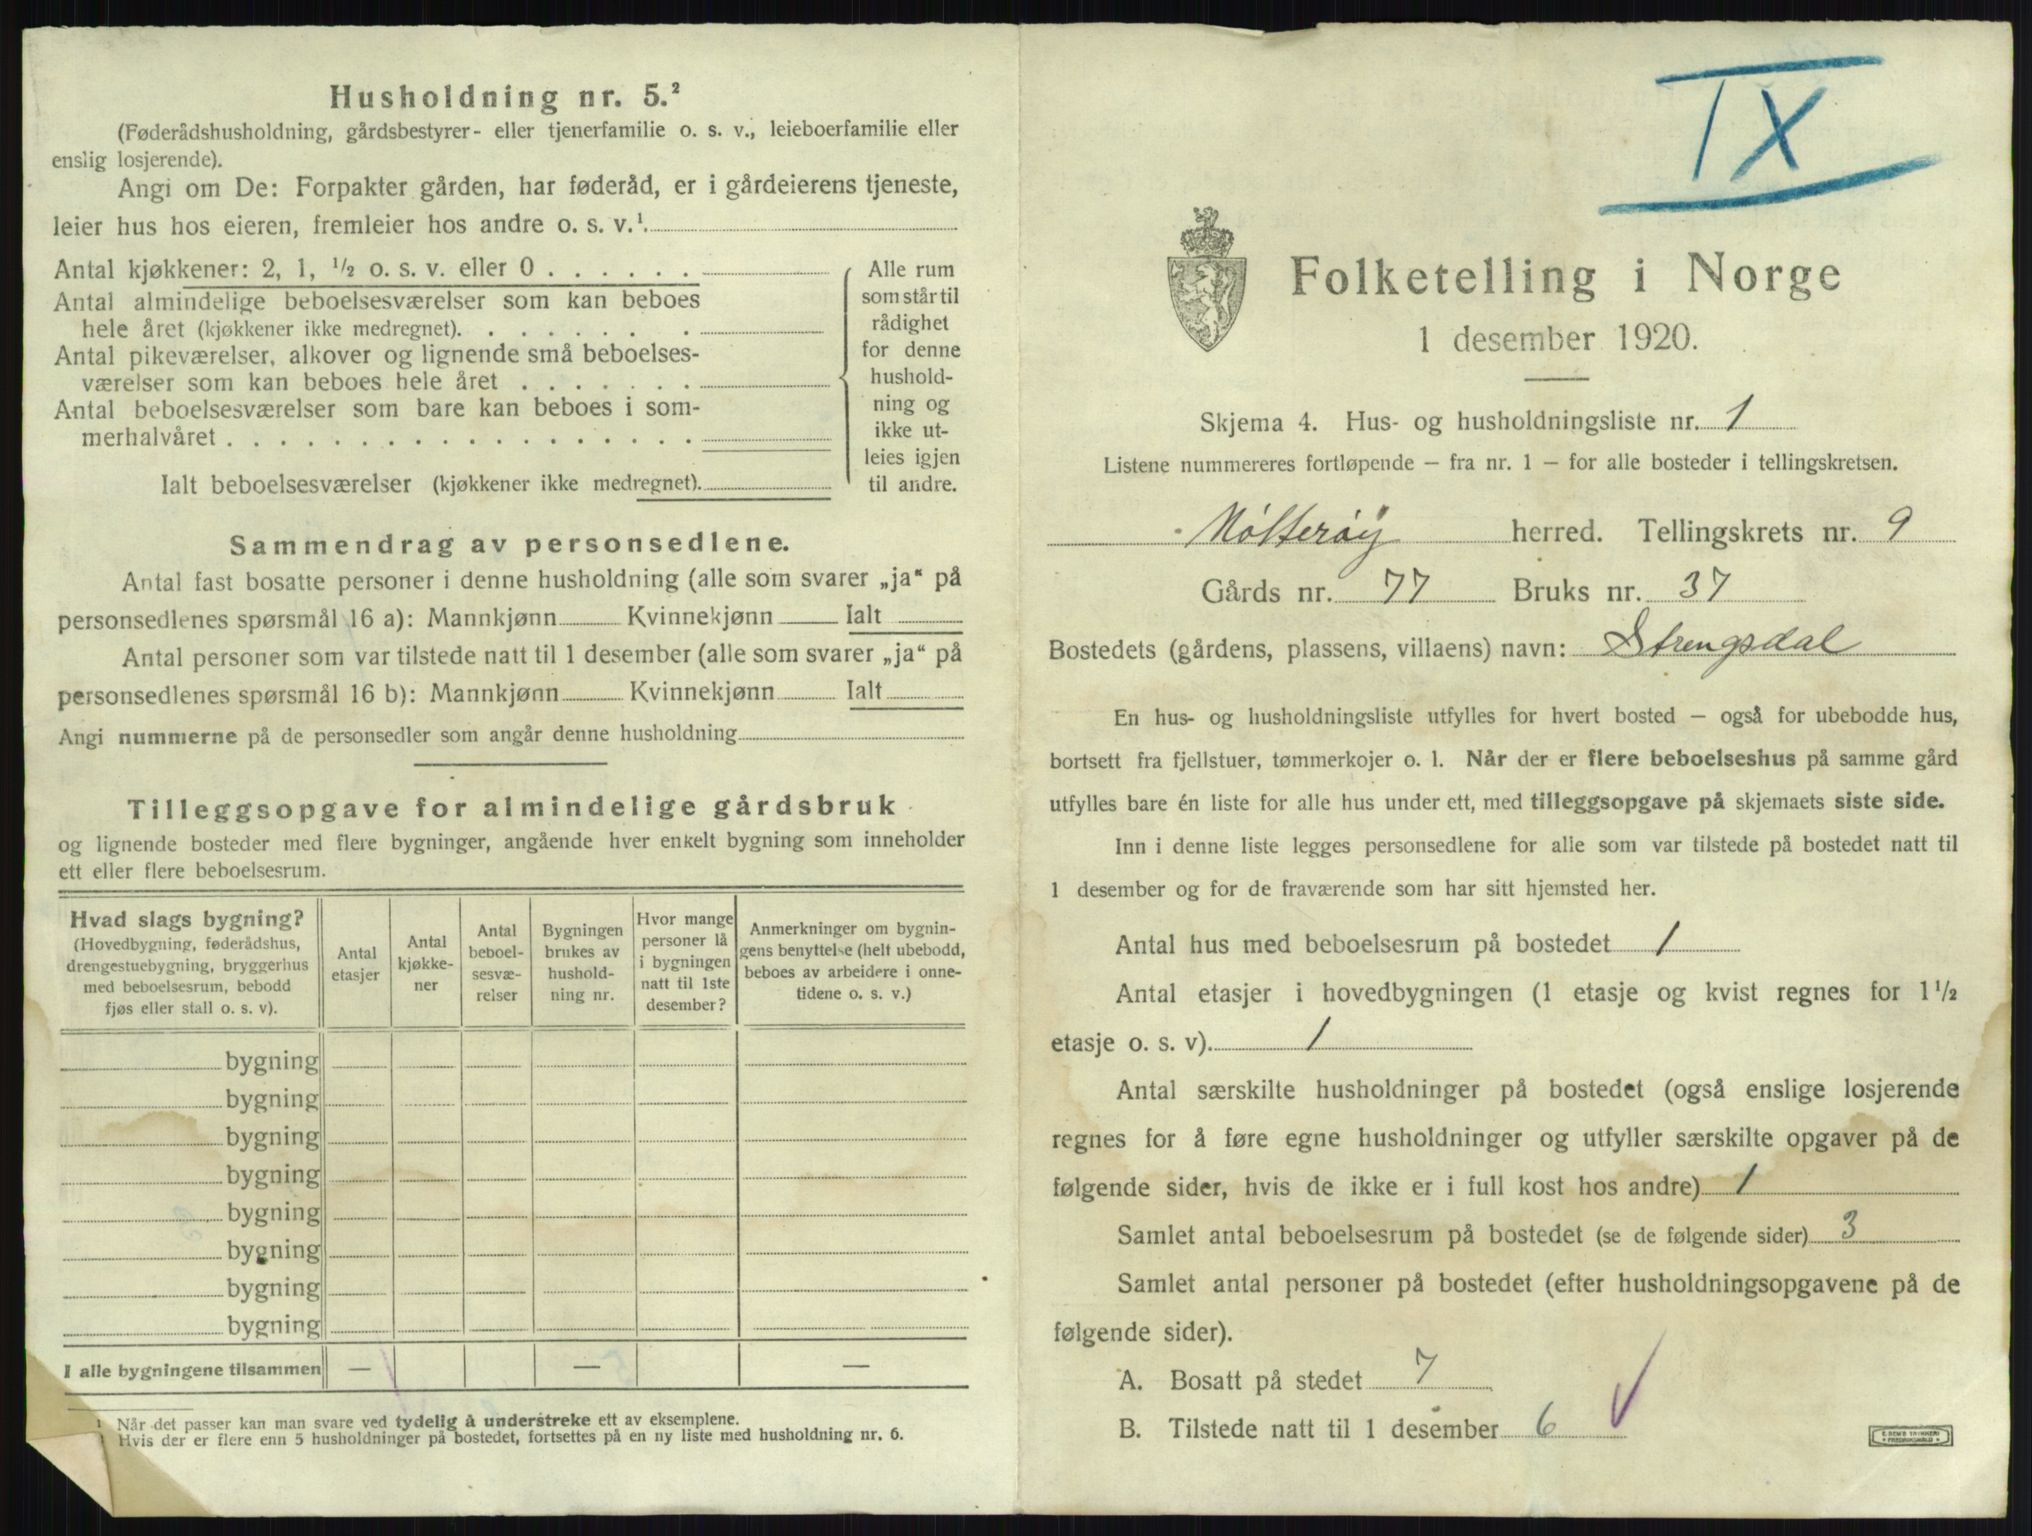 Husholdning nr. 5.²
(Føderådshusholdning, gårdsbestyrer- eller tjenerfamilie o. s. v., leieboerfamilie eller
enslig losjerende).
Angi om De: Forpakter gården, har føderåd, er i gårdeierens tjeneste,
leier hus hos eieren, fremleier hos andre o. s. v.¹
Antal kjøkkener: 2, 1, ½ o. s. v. eller 0 . . . . . .
Antal almindelige beboelsesværelser som kan beboes
hele året (kjøkkener ikke medregnet). . . . . . . .
Antal pikeværelser, alkover og lignende små beboelses-
værelser som kan beboes hele året . . . . . . .
Antal beboelsesværelser som bare kan beboes i som-
merhalvåret . . . . . . . . . . . . . . . . . .
Ialt beboelsesværelser (kjøkkener ikke medregnet).
Alle rum
som står til
rådighet
for denne
hushold-
ning og
ikke ut-
leies igjen
til andre.
Sammendrag av personsedlene.
Antal fast bosatte personer i denne husholdning (alle som svarer „ja“ på
personsedlenes spørsmål 16 a): Mannkjønn Kvinnekjønn Ialt
Antal personer som var tilstede natt til 1 desember (alle som svarer „ja“ på
personsedlenes spørsmål 16 b): Mannkjønn Kvinnekjønn Ialt
Angi nummerne på de personsedler som angår denne husholdning
Tilleggsopgave for almindelige gårdsbruk
og lignende bosteder med flere bygninger, angående hver enkelt bygning som inneholder
ett eller flere beboelsesrum.
Hvad slags bygning?
(Hovedbygning, føderådshus,
drengestuebygning, bryggerhus
med beboelsesrum, bebodd
fjøs eller stall o. s. v).
Antal
etasjer
Antal
kjøkke-
ner
Antal
beboel-
sesvæ-
relser
Bygningen
brukes av
hushold-
ning nr.
Hvor mange
personer lå
i bygningen
natt til 1ste
desember?
Anmerkninger om bygnin-
gens benyttelse (helt ubebodd,
beboes av arbeidere i onne-
tidene o. s. v.)
bygning
bygning
bygning
bygning
bygning
bygning
bygning
bygning
I alle bygningene tilsammen — — —
¹ Når det passer kan man svare ved tydelig å understreke ett av eksemplene.
² Hvis der er flere enn 5 husholdninger på bostedet, fortsettes på en ny liste med husholdning nr. 6.
IX
Folketelling i Norge
1 desember 1920.
Skjema 4. Hus- og husholdningsliste nr. 1
Listene nummereres fortløpende — fra nr. 1 — for alle bosteder i tellingskretsen.
Nøtterøy herred. Tellingskrets nr. 9
Gårds nr. 77 Bruks nr. 37
Bostedets (gårdens, plassens, villaens) navn: Strengsdal
En hus- og husholdningsliste utfylles for hvert bosted — også for ubebodde hus,
bortsett fra fjellstuer, tømmerkojer o. l. Når der er flere beboelseshus på samme gård
utfylles bare én liste for alle hus under ett, med tilleggsopgave på skjemaets siste side.
Inn i denne liste legges personsedlene for alle som var tilstede på bostedet natt til
1 desember og for de fraværende som har sitt hjemsted her.
Antal hus med beboelsesrum på bostedet 1
Antal etasjer i hovedbygningen (1 etasje og kvist regnes for 1½
etasje o. s. v). 1
Antal særskilte husholdninger på bostedet (også enslige losjerende
regnes for å føre egne husholdninger og utfyller særskilte opgaver på de
følgende sider, hvis de ikke er i full kost hos andre) 1
Samlet antal beboelsesrum på bostedet (se de følgende sider) 3
Samlet antal personer på bostedet (efter husholdningsopgavene på de
følgende sider).
A. Bosatt på stedet 7
B. Tilstede natt til 1 desember 6